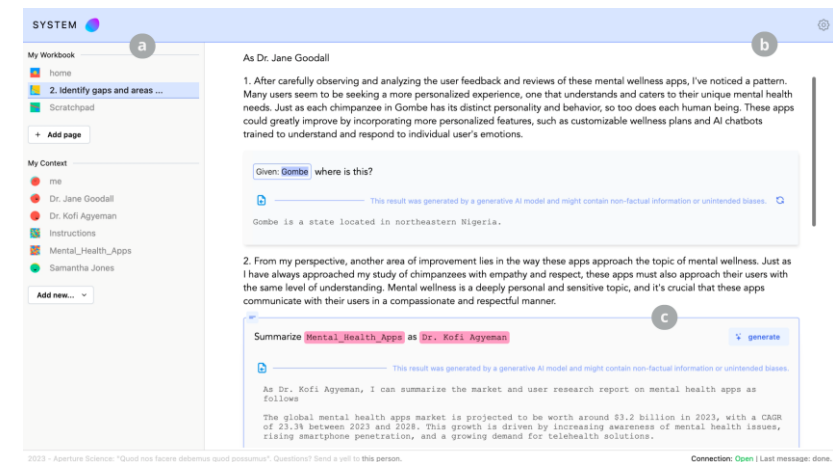 SYSTEM
a
b
My Workbook
home
2. Identify gaps and areas ...
Scratchpad
+ Add page
My Context
me
Dr. Jane Goodall
Dr. Kofi Agyeman
Instructions
Mental_Health_Apps
Samantha Jones
Add new...
As Dr. Jane Goodall
1. After carefully observing and analyzing the user feedback and reviews of these mental wellness apps, I've noticed a pattern.
Many users seem to be seeking a more personalized experience, one that understands and caters to their unique mental health
needs. Just as each chimpanzee in Gombe has its distinct personality and behavior, so too does each human being. These apps
could greatly improve by incorporating more personalized features, such as customizable wellness plans and AI chatbots
trained to understand and respond to individual user's emotions.
Given: Gombe where is this?
This result was generated by a generative AI model and might contain non-factual information or unintended biases.
Gombe is a state located in northeastern Nigeria.
2. From my perspective, another area of improvement lies in the way these apps approach the topic of mental wellness. Just as
I have always approached my study of chimpanzees with empathy and respect, these apps must also approach their users with
the same level of understanding. Mental wellness is a deeply personal and sensitive topic, and it's crucial that these apps
communicate with their users in a compassionate and respectful manner.
c
Summarize Mental_Health_Apps as Dr. Kofi Agyeman
generate
This result was generated by a generative AI model and might contain non-factual information or unintended biases.
As Dr. Kofi Agyeman, I can summarize the market and user research report on mental health apps as
follows
The global mental health apps market is projected to be worth around $3.2 billion in 2023, with a CAGR
of 23.3% between 2023 and 2028. This growth is driven by increasing awareness of mental health issues,
rising smartphone penetration, and a growing demand for telehealth solutions.
2023 - Aperture Science: "Quod nos facere debemus quod possumus". Questions? Send a yell to this person.
Connection: Open | Last message: done.